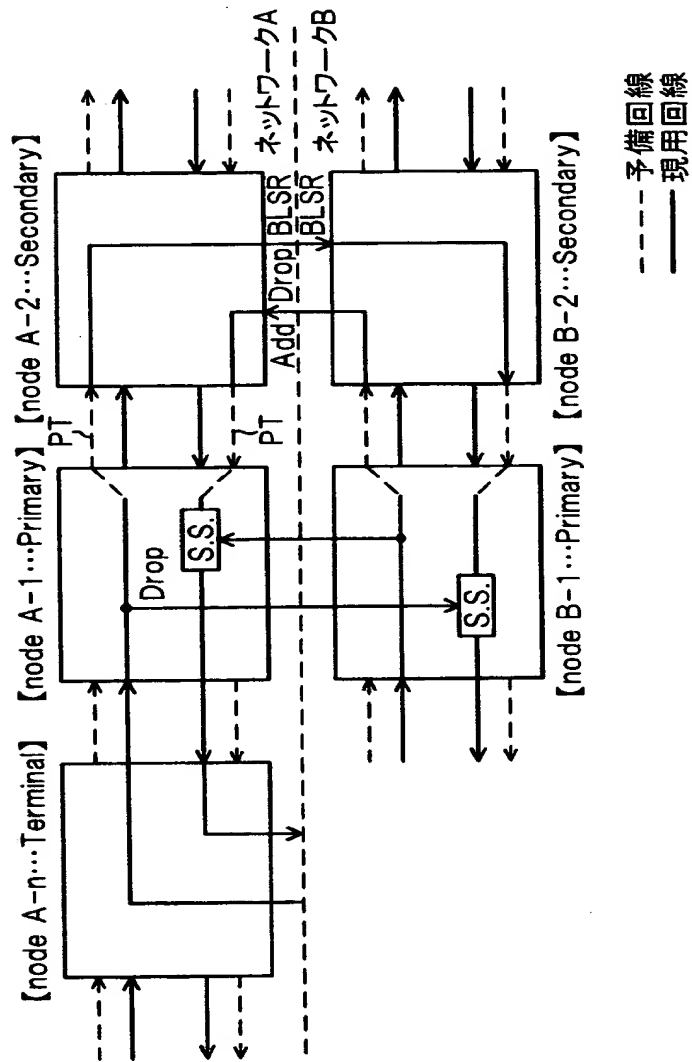 【node A-n…Terminal】
【node A-1…Primary】
【node A-2…Secondary】
PT
PT
Drop
S.S.
Add
Drop
BLSR
ネットワークA
BLSR
ネットワークB
S.S.
【node B-1…Primary】
【node B-2…Secondary】
予備回線
現用回線